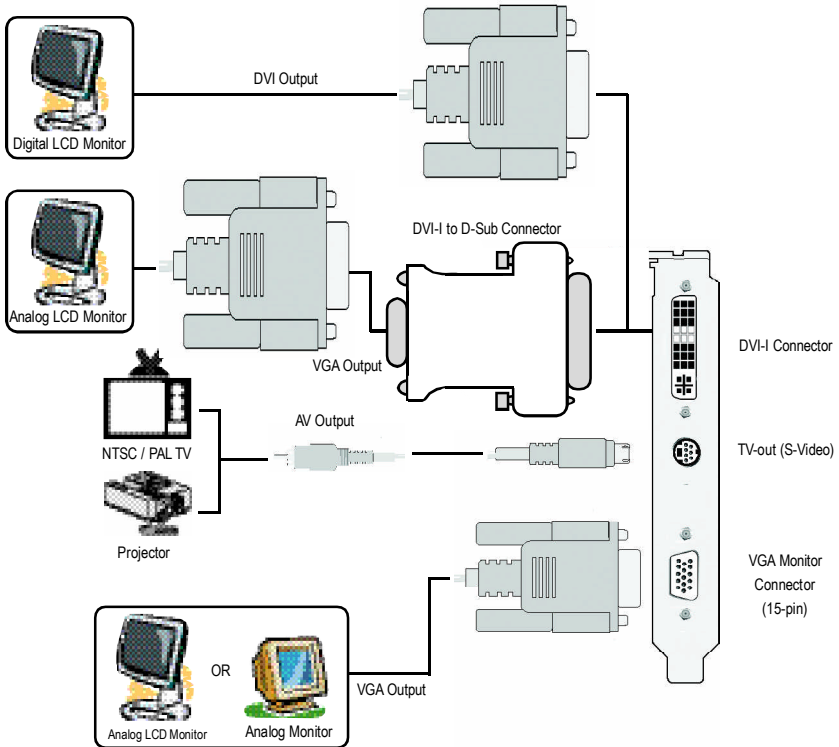 DVI Output
Digital LCD Monitor
DVI-I to D-Sub Connector
Analog LCD Monitor
VGA Output
DVI-I Connector
AV Output
NTSC / PAL TV
TV-out (S-Video)
Projector
VGA Monitor
Connector
(15-pin)
OR
VGA Output
Analog LCD Monitor
Analog Monitor